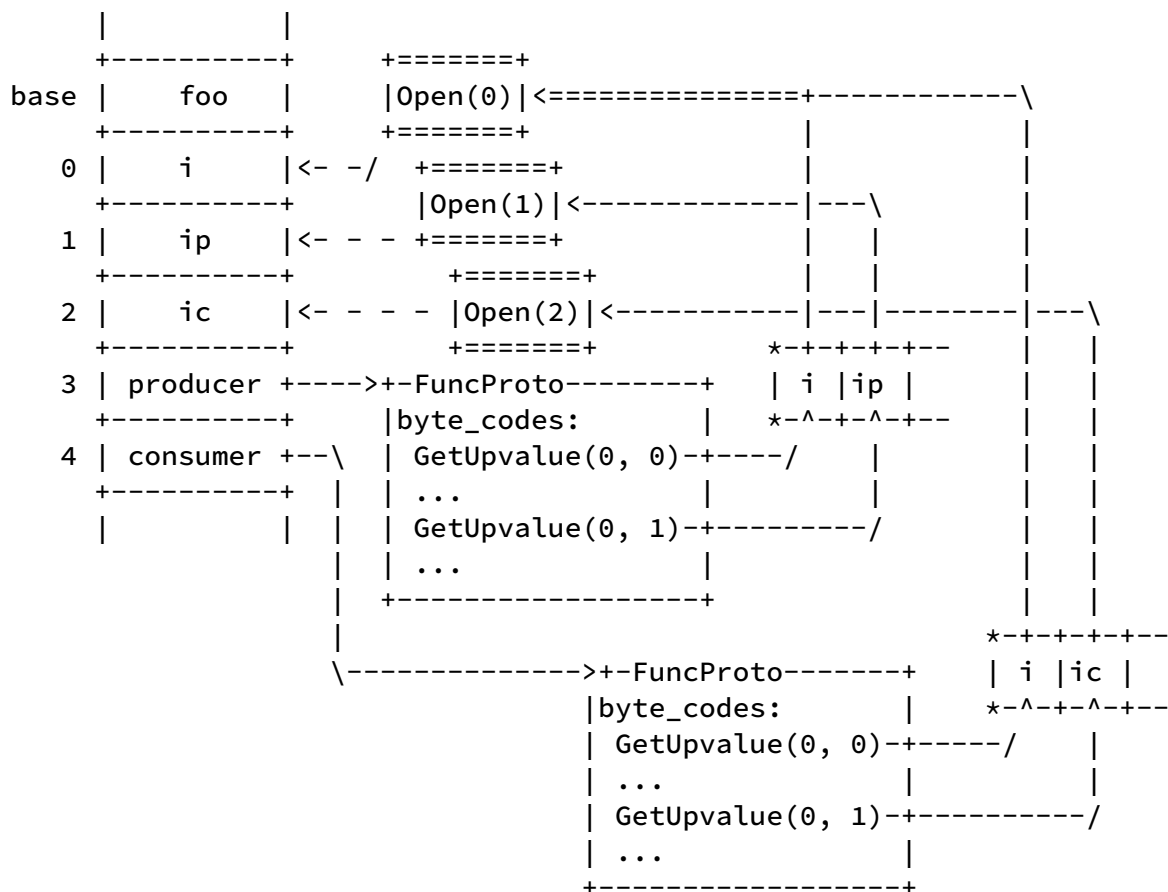 base | foo | |Open(0)|
0 | i |
|Open(1)|
1 | ip |
2 | ic | |Open(2)|
3 | producer FuncProto | i |ip |
byte_codes:
4 | consumer GetUpvalue(0, 0)
...
GetUpvalue(0, 1)
...
FuncProto | i |ic |
byte_codes:
GetUpvalue(0, 0)
...
GetUpvalue(0, 1)
...